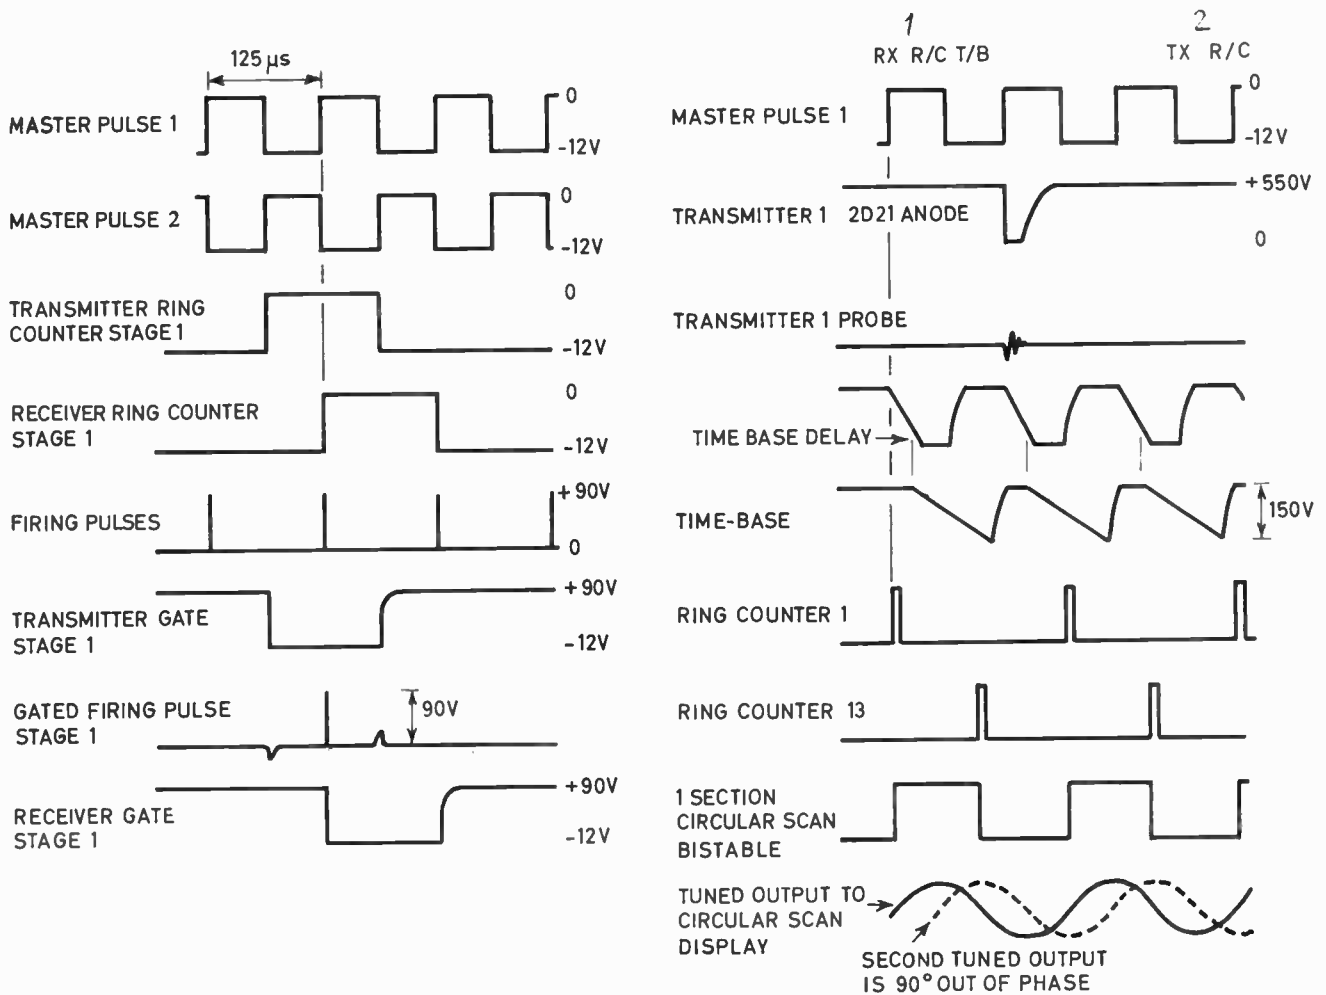 125 µs
MASTER PULSE 1
0
-12V
MASTER PULSE 2
0
-12V
TRANSMITTER RING
COUNTER STAGE 1
0
-12V
RECEIVER RING COUNTER
STAGE 1
0
-12V
FIRING PULSES
+90V
0
TRANSMITTER GATE
STAGE 1
+90V
-12V
GATED FIRING PULSE
STAGE 1
90V
RECEIVER GATE
STAGE 1
+90V
-12V
1
2
RX R/C T/B
TX R/C
MASTER PULSE 1
0
-12V
TRANSMITTER 1 2D21 ANODE
+550V
0
TRANSMITTER 1 PROBE
TIME BASE DELAY
TIME-BASE
150V
RING COUNTER 1
RING COUNTER 13
1 SECTION
CIRCULAR SCAN
BISTABLE
TUNED OUTPUT TO
CIRCULAR SCAN
DISPLAY
SECOND TUNED OUTPUT
IS 90° OUT OF PHASE